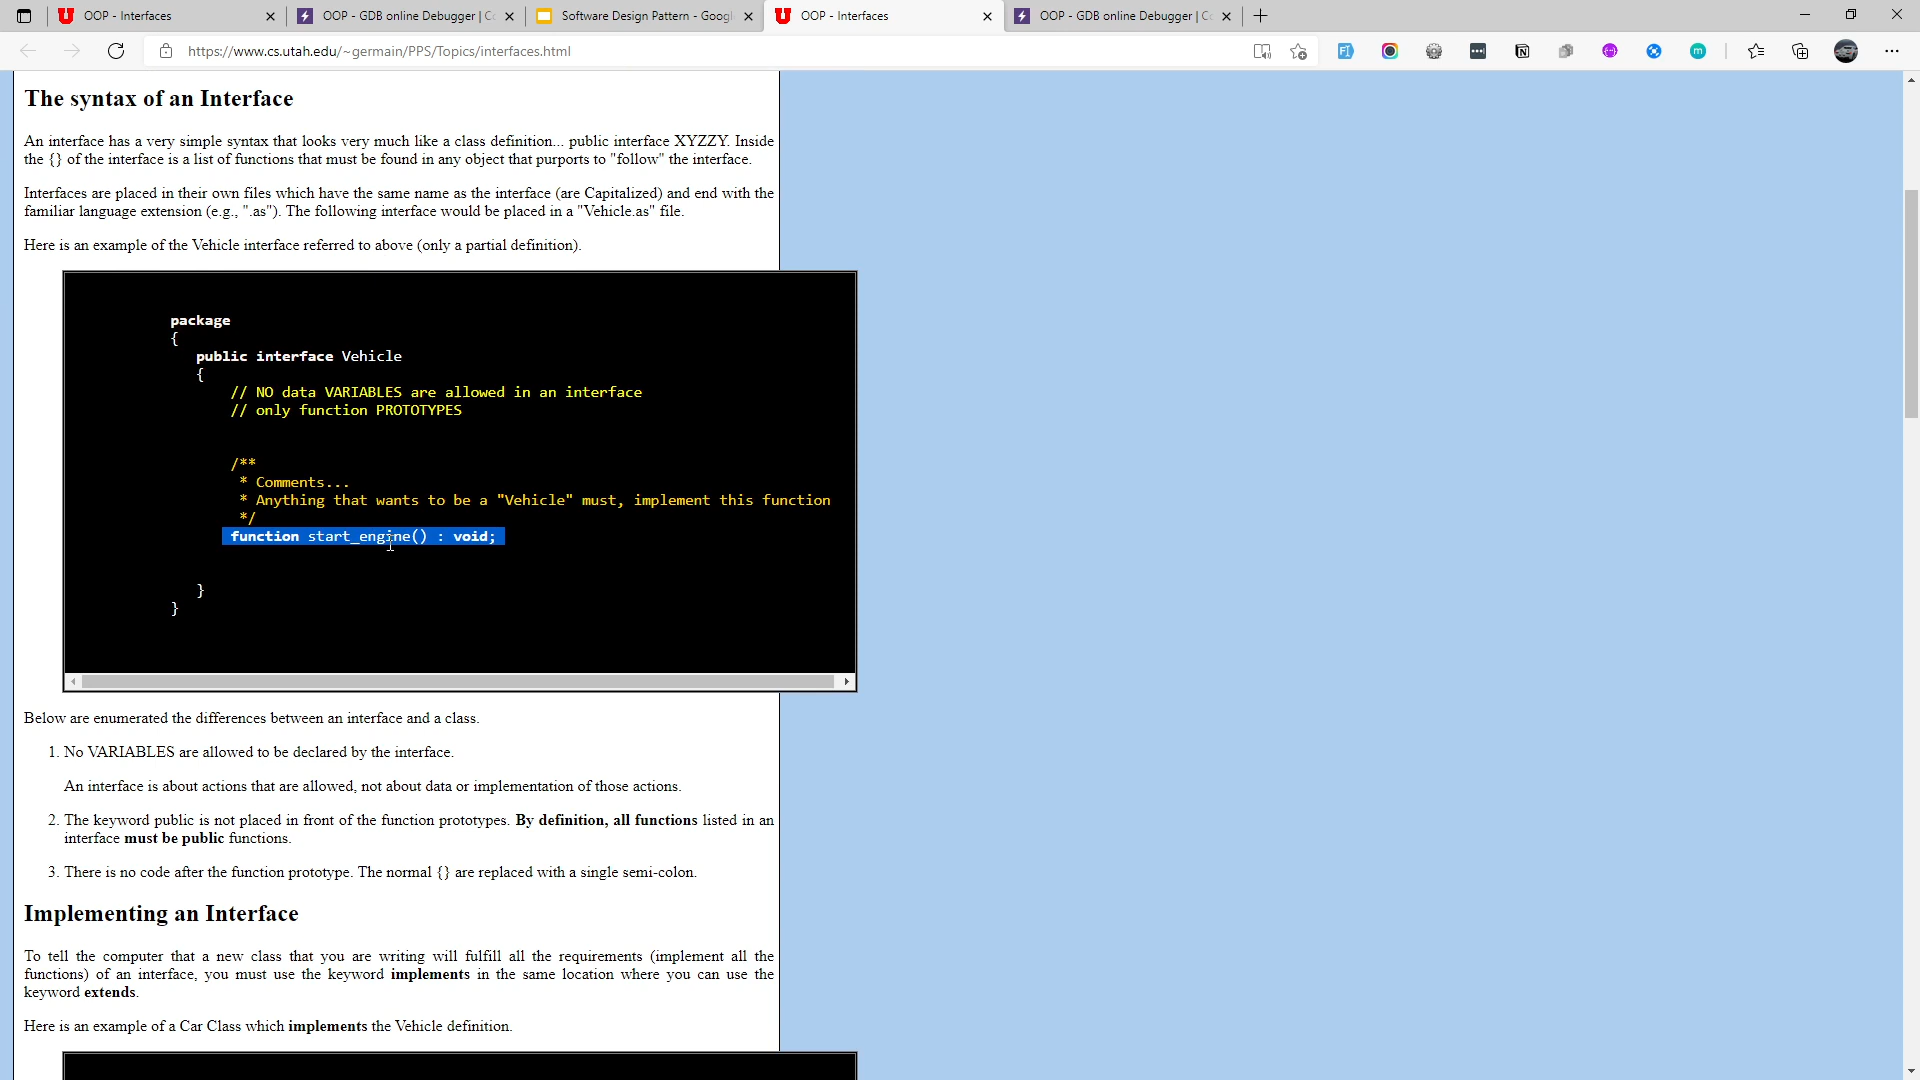 OOP - Interfaces
OOP - GDB online Debugger | C
Software Design Pattern - Googl
OOP - Interfaces
OOP - GDB online Debugger | C
https://www.cs.utah.edu/~germain/PPS/Topics/interfaces.html
The syntax of an Interface
An interface has a very simple syntax that looks very much like a class definition... public interface XYZZY. Inside
the {} of the interface is a list of functions that must be found in any object that purports to "follow" the interface.
Interfaces are placed in their own files which have the same name as the interface (are Capitalized) and end with the
familiar language extension (e.g., ".as"). The following interface would be placed in a "Vehicle.as" file.
Here is an example of the Vehicle interface referred to above (only a partial definition).
package
{
public interface Vehicle
{
// NO data VARIABLES are allowed in an interface
// only function PROTOTYPES
/**
* Comments...
* Anything that wants to be a "Vehicle" must, implement this function
*/
function start_engine() : void;
}
}
Below are enumerated the differences between an interface and a class.
1. No VARIABLES are allowed to be declared by the interface.
An interface is about actions that are allowed, not about data or implementation of those actions.
2. The keyword public is not placed in front of the function prototypes. By definition, all functions listed in an
interface must be public functions.
3. There is no code after the function prototype. The normal {} are replaced with a single semi-colon.
Implementing an Interface
To tell the computer that a new class that you are writing will fulfill all the requirements (implement all the
functions) of an interface, you must use the keyword implements in the same location where you can use the
keyword extends.
Here is an example of a Car Class which implements the Vehicle definition.